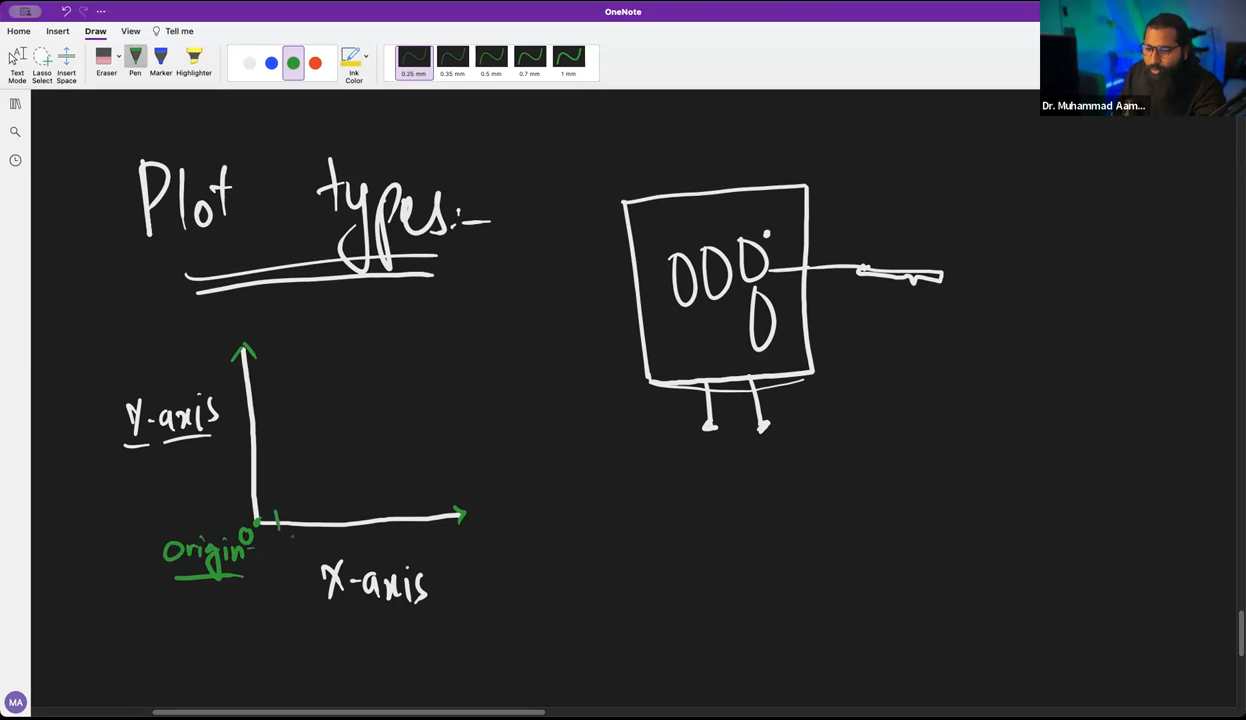 OneNote
Home Insert Draw View Tell me
Text Mode
Lasso Select
Insert Space
Eraser
Pen
Marker
Highlighter
Ink Color
0.25 mm
0.35 mm
0.5 mm
0.7 mm
1 mm
Dr. Muhammad Aam...
Plot types:-
000
0
Y-axis
0
Origin
X-axis
MA